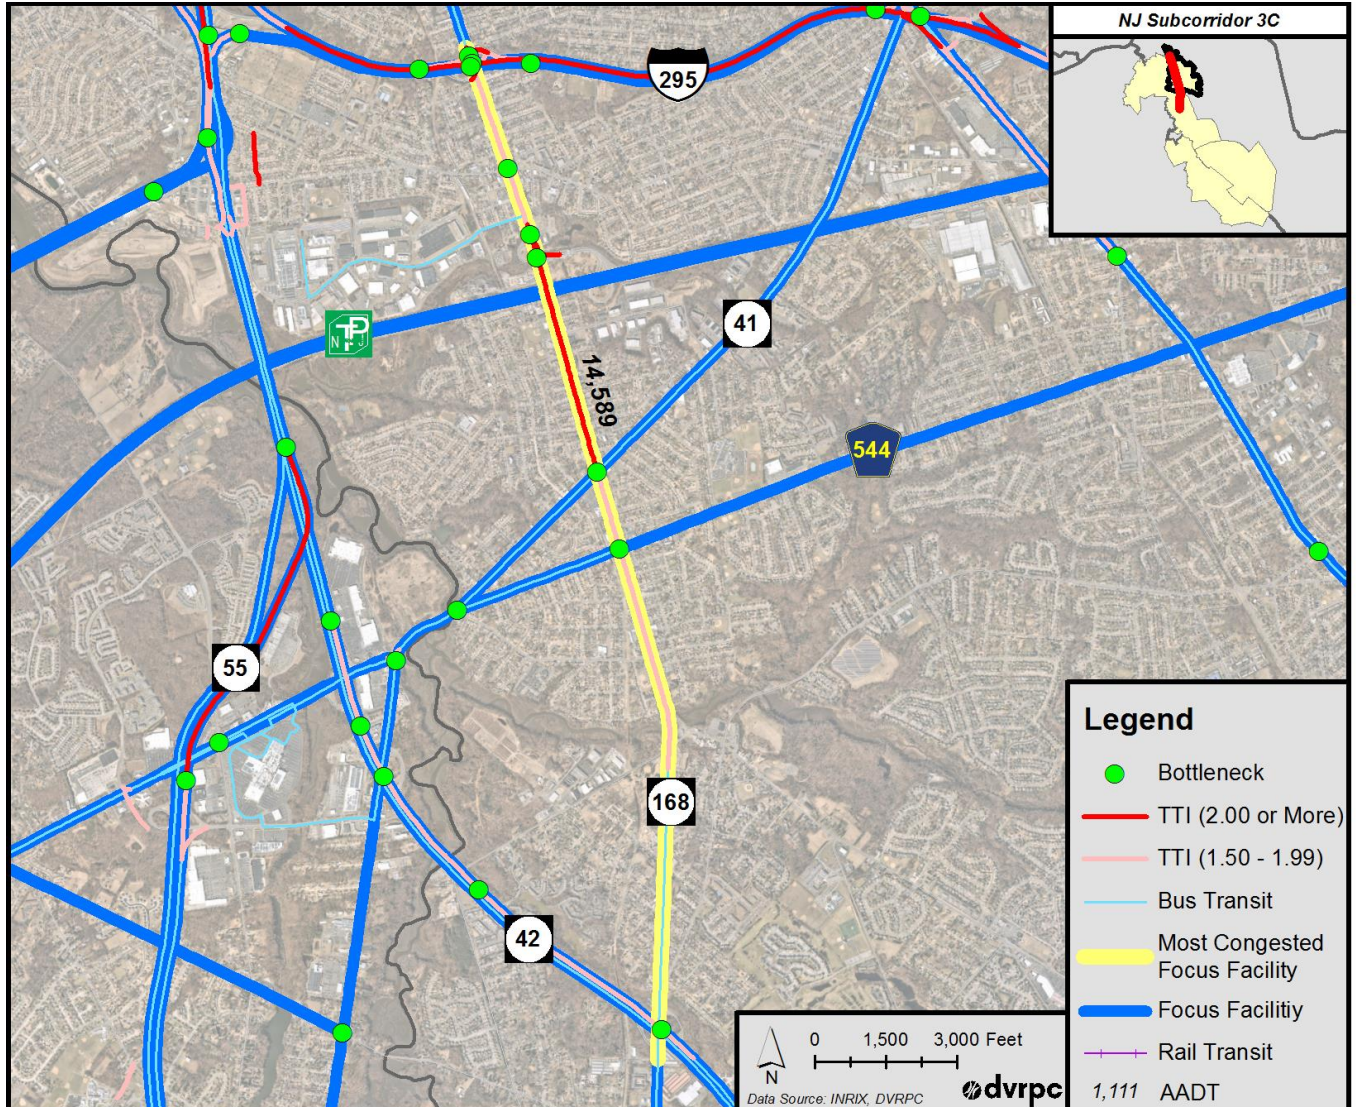 NJ Subcorridor 3C
295
41
N TP J
14,589
544
55
168
42
Legend
Bottleneck
TTI (2.00 or More)
TTI (1.50 - 1.99)
Bus Transit
Most Congested
Focus Facility
Focus Facilitiy
Rail Transit
1,111 AADT
0 1,500 3,000 Feet
N
Data Source: INRIX, DVRPC
dvrpc